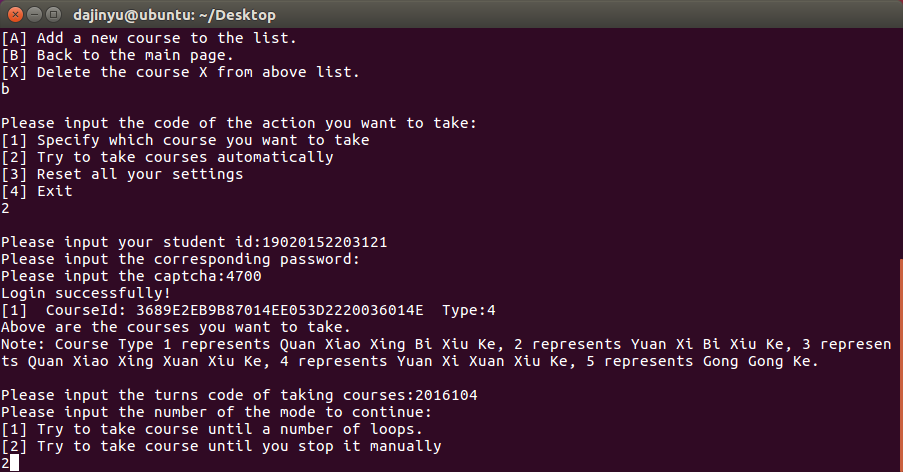 dajinyu@ubuntu: ~/Desktop
[A] Add a new course to the list.
[B] Back to the main page.
[X] Delete the course X from above list.
b
Please input the code of the action you want to take:
[1] Specify which course you want to take
[2] Try to take courses automatically
[3] Reset all your settings
[4] Exit
2
Please input your student id:19020152203121
Please input the corresponding password:
Please input the captcha:4700
Login successfully!
[1]  CourseId: 3689E2EB9B87014EE053D2220036014E  Type:4
Above are the courses you want to take.
Note: Course Type 1 represents Quan Xiao Xing Bi Xiu Ke, 2 represents Yuan Xi Bi Xiu Ke, 3 represen
ts Quan Xiao Xing Xuan Xiu Ke, 4 represents Yuan Xi Xuan Xiu Ke, 5 represents Gong Gong Ke.
Please input the turns code of taking courses:2016104
Please input the number of the mode to continue:
[1] Try to take course until a number of loops.
[2] Try to take course until you stop it manually
2